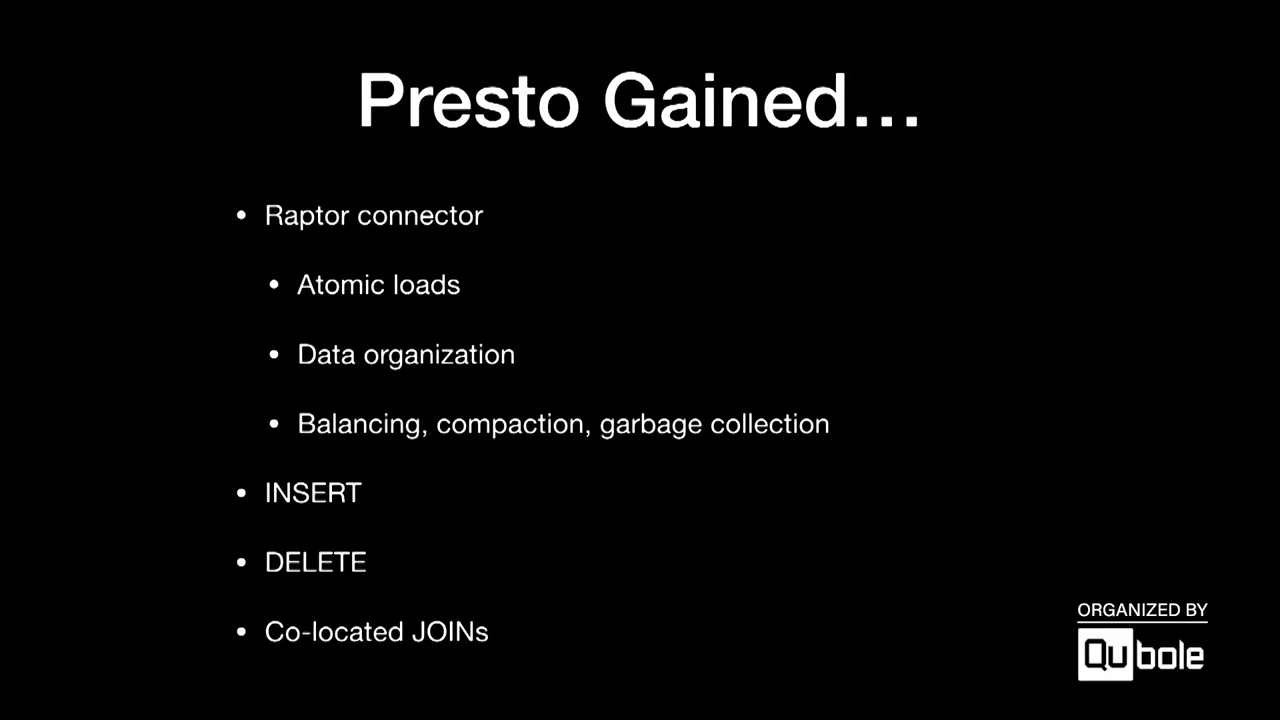 Presto Gained...
• Raptor connector
• Atomic loads
• Data organization
• Balancing, compaction, garbage collection
• INSERT
• DELETE
• Co-located JOINs
ORGANIZED BY
Qubole